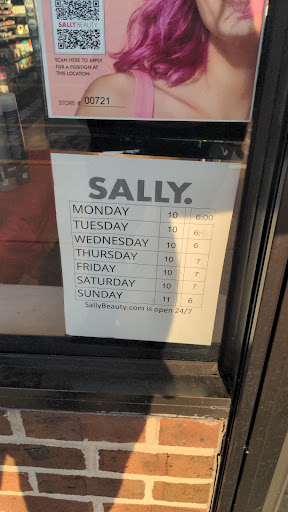 SALLY BEAUTY
SCAN HERE TO APPLY
FOR A POSITION AT
THIS LOCATION.
STORE # 00721
SALLY.
MONDAY 10 6:00
TUESDAY 10 6:
WEDNESDAY 10 6
THURSDAY 10 7
FRIDAY 10 7
SATURDAY 10 7
SUNDAY 11 6
SallyBeauty.com is open 24/7